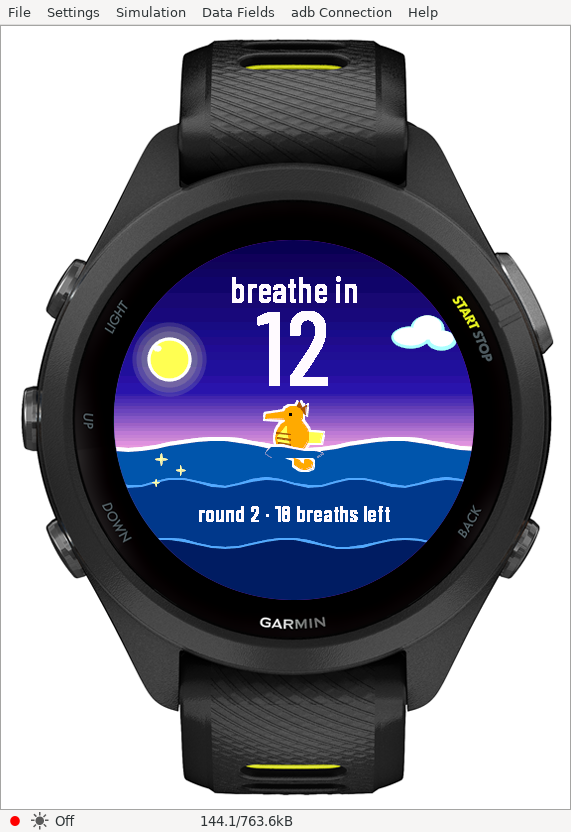 File Settings Simulation Data Fields adb Connection Help
breathe in
12
LIGHT
START STOP
UP
round 2 · 18 breaths left
DOWN
BACK
GARMIN
Off 144.1/763.6kB